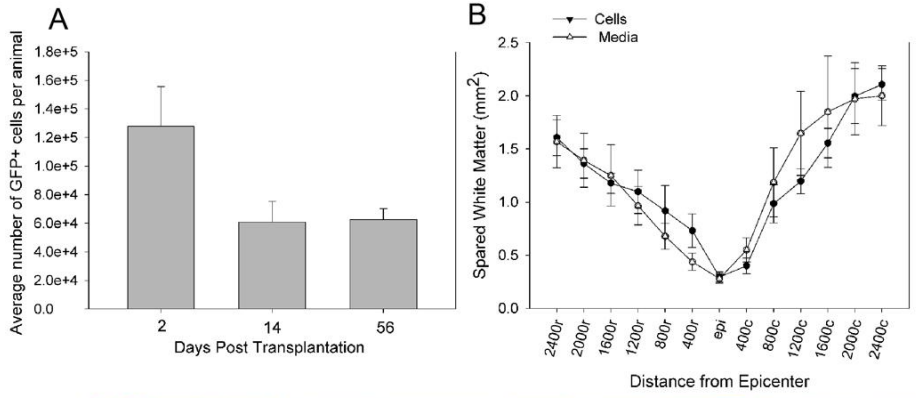 A
Average number of GFP+ cells per animal
1.8e+5
1.6e+5
1.4e+5
1.2e+5
1.0e+5
8.0e+4
6.0e+4
4.0e+4
2.0e+4
0.0
2 14 56
Days Post Transplantation
B
Cells
Media
Spared White Matter (mm2)
2.5
2.0
1.5
1.0
0.5
0.0
2400r 2000r 1600r 1200r 800r 400r epi 400c 800c 1200c 1600c 2000c 2400c
Distance from Epicenter